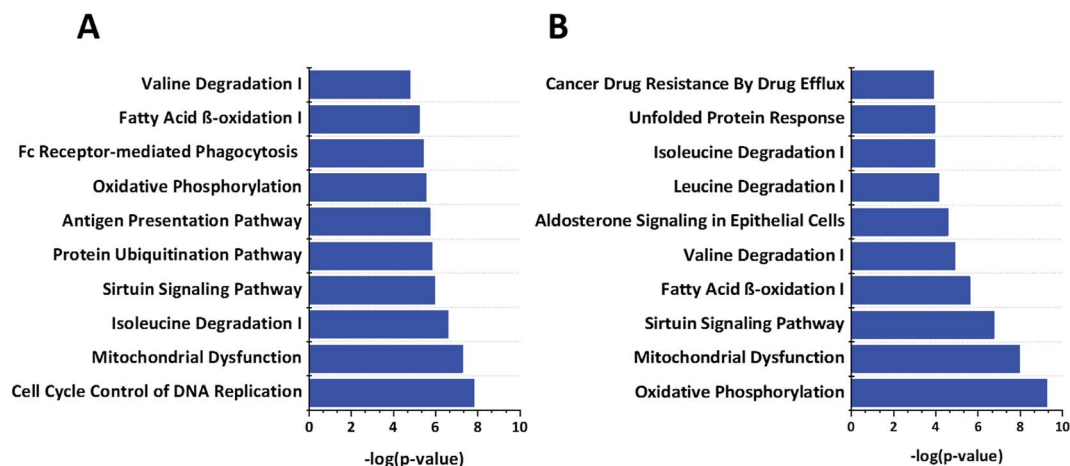 A
Valine Degradation I
Fatty Acid ß-oxidation I
Fc Receptor-mediated Phagocytosis
Oxidative Phosphorylation
Antigen Presentation Pathway
Protein Ubiquitination Pathway
Sirtuin Signaling Pathway
Isoleucine Degradation I
Mitochondrial Dysfunction
Cell Cycle Control of DNA Replication
0 2 4 6 8 10
-log(p-value)
B
Cancer Drug Resistance By Drug Efflux
Unfolded Protein Response
Isoleucine Degradation I
Leucine Degradation I
Aldosterone Signaling in Epithelial Cells
Valine Degradation I
Fatty Acid ß-oxidation I
Sirtuin Signaling Pathway
Mitochondrial Dysfunction
Oxidative Phosphorylation
0 2 4 6 8 10
-log(p-value)